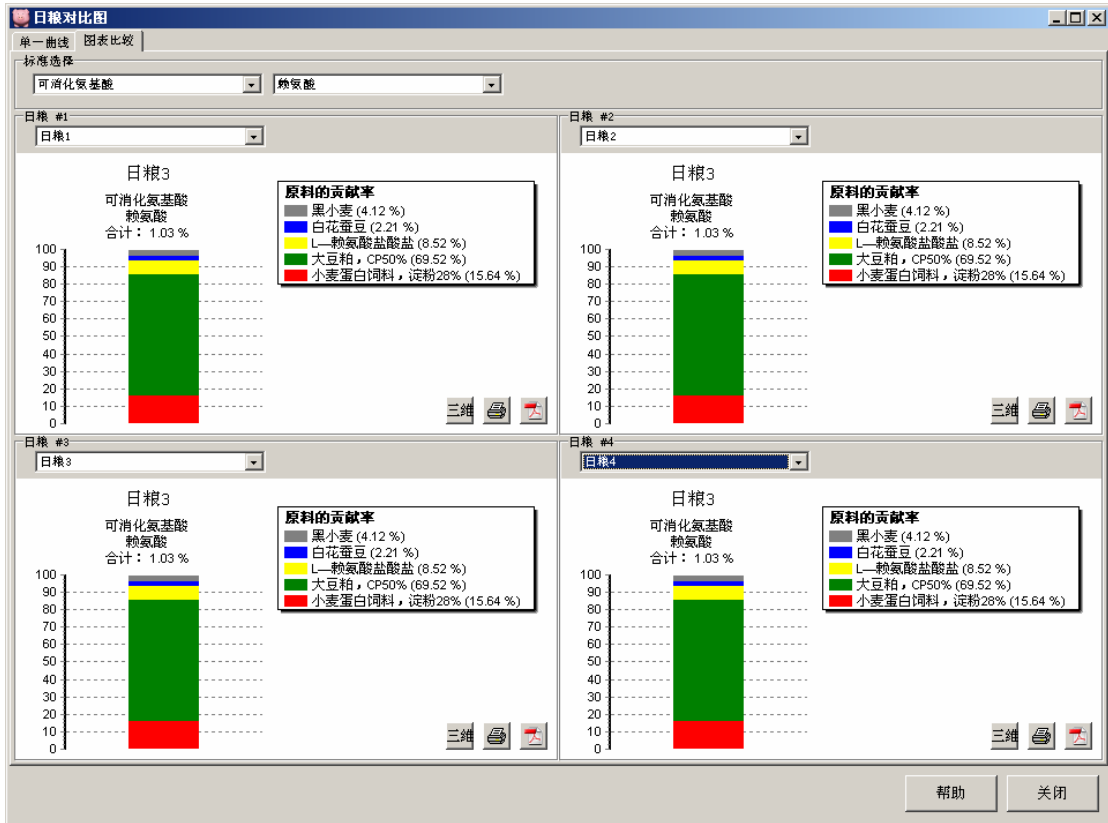 日粮对比图
单一曲线 图表比较
标准选择
可消化氨基酸 赖氨酸
日粮 #1
日粮1
日粮3
可消化氨基酸
赖氨酸
合计： 1.03 %
100
90
80
70
60
50
40
30
20
10
0
原料的贡献率
黑小麦 (4.12 %)
白花蚕豆 (2.21 %)
L—赖氨酸盐酸盐 (8.52 %)
大豆粕，CP50% (69.52 %)
小麦蛋白饲料，淀粉28% (15.64 %)
三维
日粮 #2
日粮2
日粮3
可消化氨基酸
赖氨酸
合计： 1.03 %
100
90
80
70
60
50
40
30
20
10
0
原料的贡献率
黑小麦 (4.12 %)
白花蚕豆 (2.21 %)
L—赖氨酸盐酸盐 (8.52 %)
大豆粕，CP50% (69.52 %)
小麦蛋白饲料，淀粉28% (15.64 %)
三维
日粮 #3
日粮3
日粮3
可消化氨基酸
赖氨酸
合计： 1.03 %
100
90
80
70
60
50
40
30
20
10
0
原料的贡献率
黑小麦 (4.12 %)
白花蚕豆 (2.21 %)
L—赖氨酸盐酸盐 (8.52 %)
大豆粕，CP50% (69.52 %)
小麦蛋白饲料，淀粉28% (15.64 %)
三维
日粮 #4
日粮4
日粮3
可消化氨基酸
赖氨酸
合计： 1.03 %
100
90
80
70
60
50
40
30
20
10
0
原料的贡献率
黑小麦 (4.12 %)
白花蚕豆 (2.21 %)
L—赖氨酸盐酸盐 (8.52 %)
大豆粕，CP50% (69.52 %)
小麦蛋白饲料，淀粉28% (15.64 %)
三维
帮助 关闭